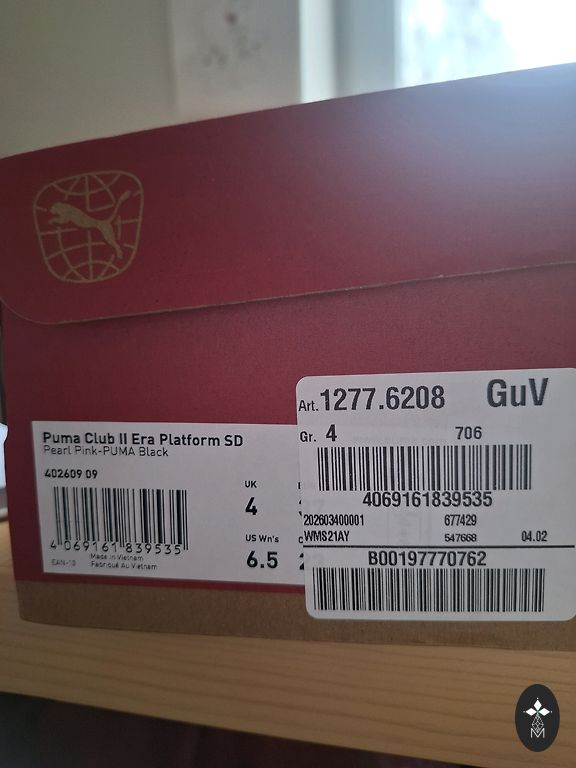 Puma Club II Era Platform SD
Pearl Pink-PUMA Black
402609 09
4 069161 839535
EAN-13
Made in Vietnam
Fabriqué Au Vietnam
UK
4
US Wn's
6.5
Art. 1277.6208 GuV
Gr. 4 706
4069161839535
202603400001 677429
WMS21AY 547668 04.02
B00197770762
M